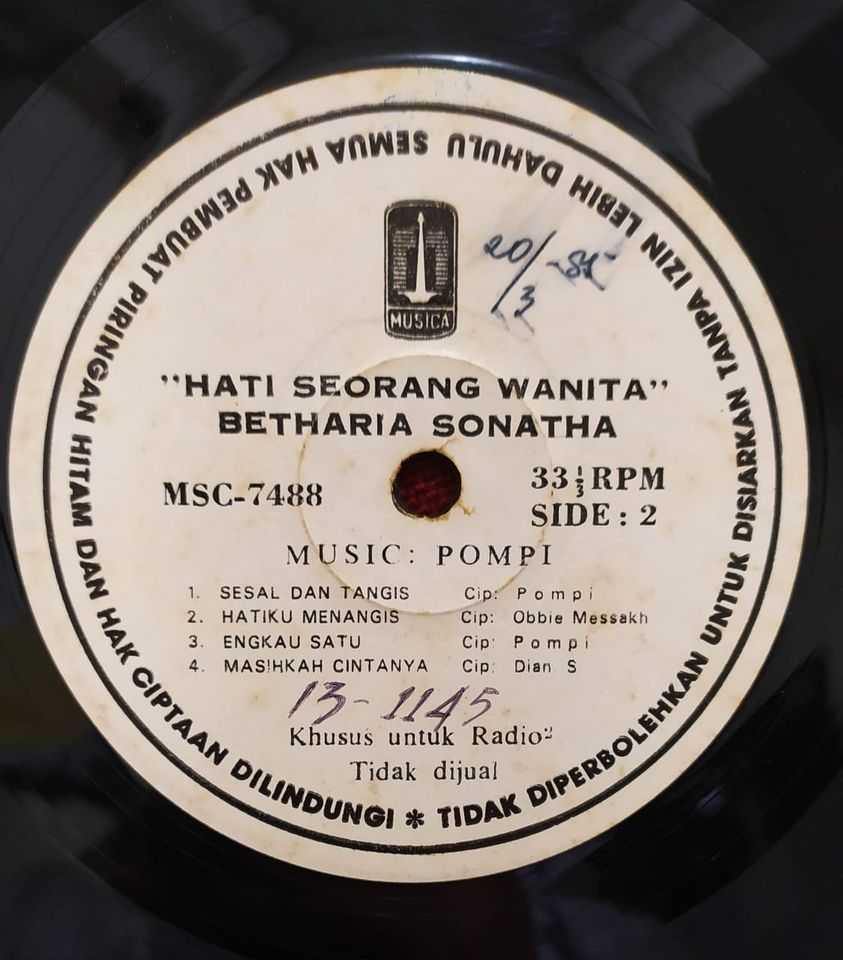 SEMUA HAK PEMBUAT PIRINGAN HITAM DAN HAK CIPTAAN DILINDUNGI * TIDAK DIPERBOLEHKAN UNTUK DISIARKAN TANPA IZIN LEBIH DAHULU
MUSICA
20/3
"HATI SEORANG WANITA"
BETHARIA SONATHA
MSC-7488
33 1/3 RPM
SIDE : 2
MUSIC: POMPI
1. SESAL DAN TANGIS Cip: Pompi
2. HATIKU MENANGIS Cip: Obbie Messakh
3. ENGKAU SATU Cip: Pompi
4. MASIHKAH CINTANYA Cip: Dian S
13-1145
Khusus untuk Radio²
Tidak dijual